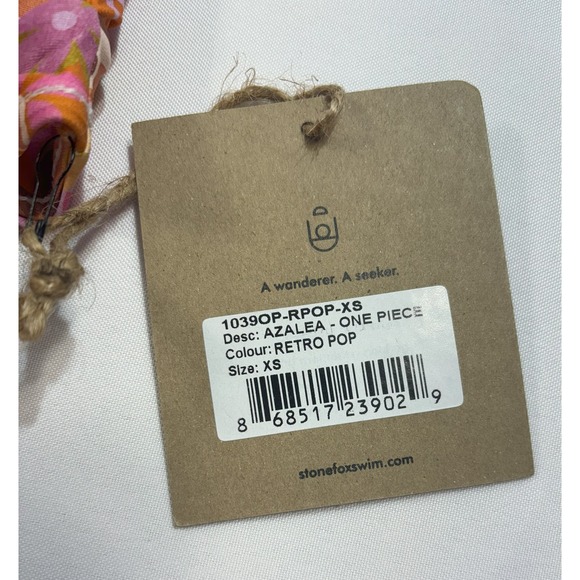 A wanderer. A seeker.
1039OP-RPOP-XS
Desc: AZALEA - ONE PIECE
Colour: RETRO POP
Size: XS
8 68517 23902 9
stonefoxswim.com